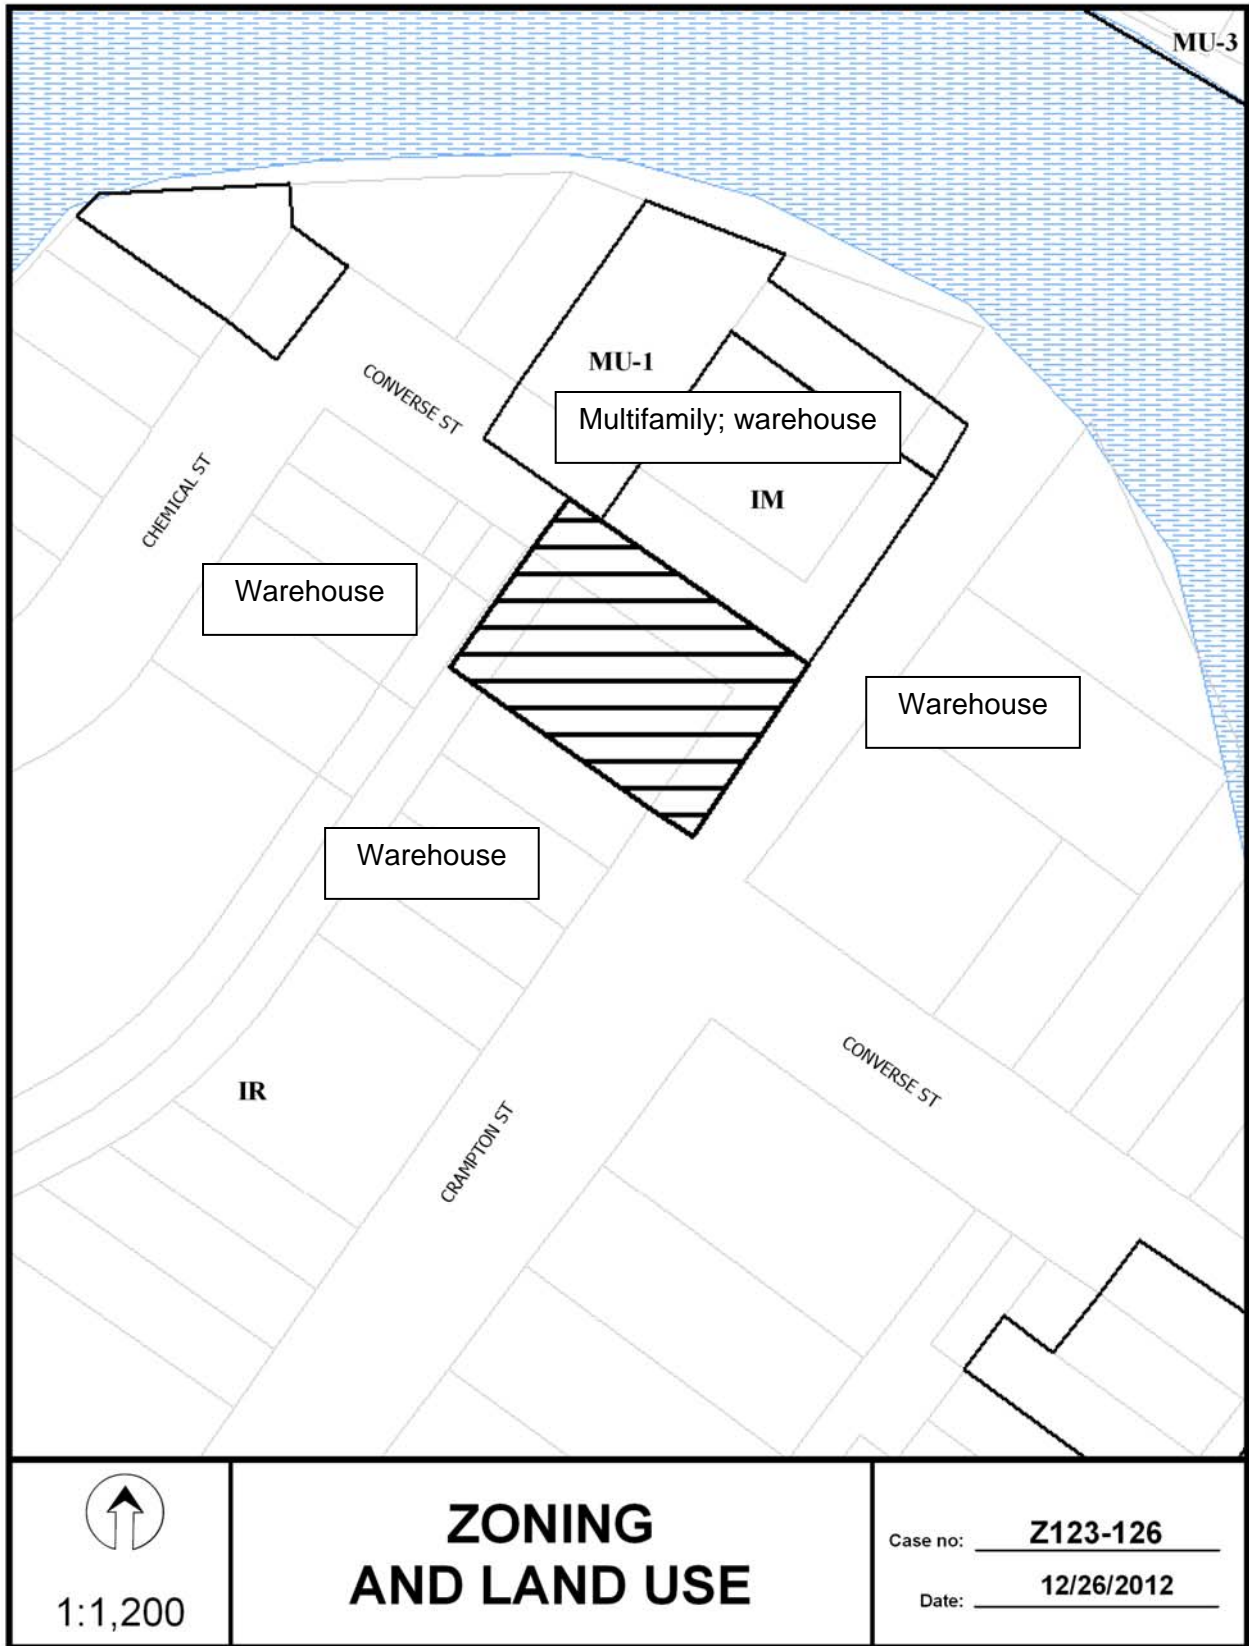 MU-3
MU-1
CONVERSE ST
Multifamily; warehouse
CHEMICAL ST
IM
Warehouse
Warehouse
Warehouse
CONVERSE ST
IR
CRAMPTON ST
1:1,200
ZONING
AND LAND USE
Case no: Z123-126
Date: 12/26/2012